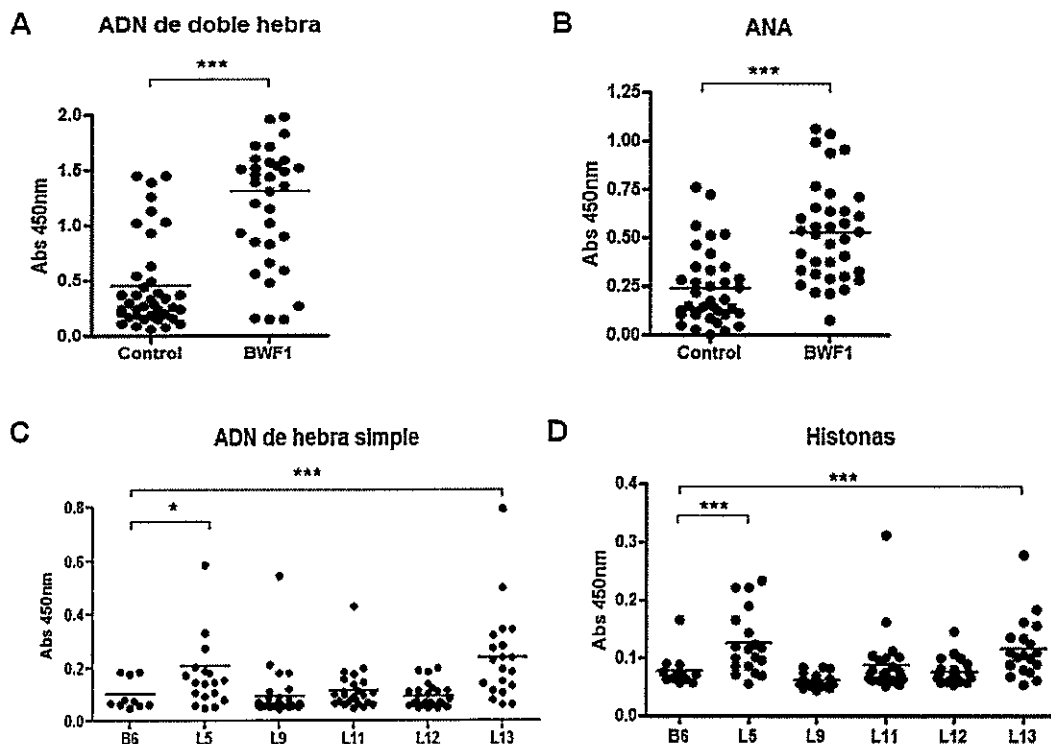 A
ADN de doble hebra
***
Abs 450nm
2.0
1.5
1.0
0.5
0.0
Control BWF1
B
ANA
***
Abs 450nm
1.25
1.00
0.75
0.50
0.25
0.00
Control BWF1
C
ADN de hebra simple
***
*
Abs 450nm
0.8
0.6
0.4
0.2
0.0
B6 L5 L9 L11 L12 L13
D
Histonas
***
***
Abs 450nm
0.4
0.3
0.2
0.1
0.0
B6 L5 L9 L11 L12 L13